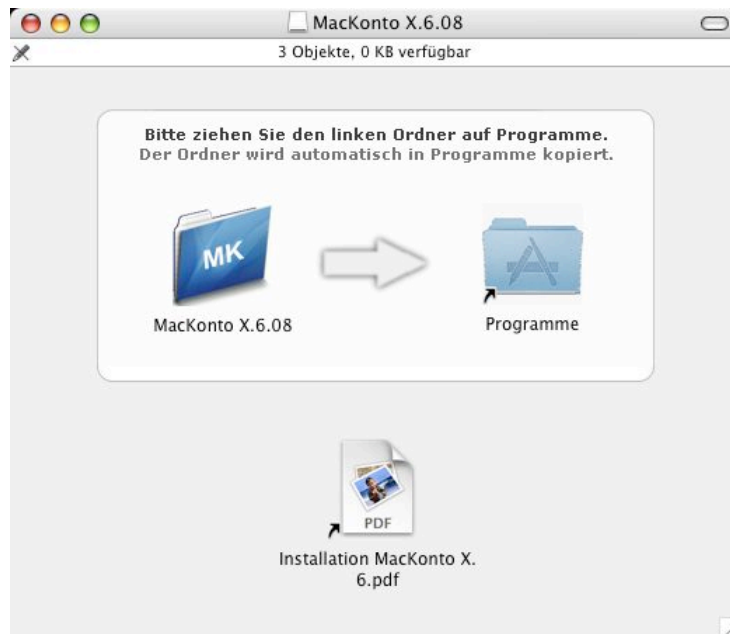 MacKonto X.6.08
3 Objekte, 0 KB verfügbar
Bitte ziehen Sie den linken Ordner auf Programme.
Der Ordner wird automatisch in Programme kopiert.
MK
MacKonto X.6.08
Programme
PDF
Installation MacKonto X.
6.pdf